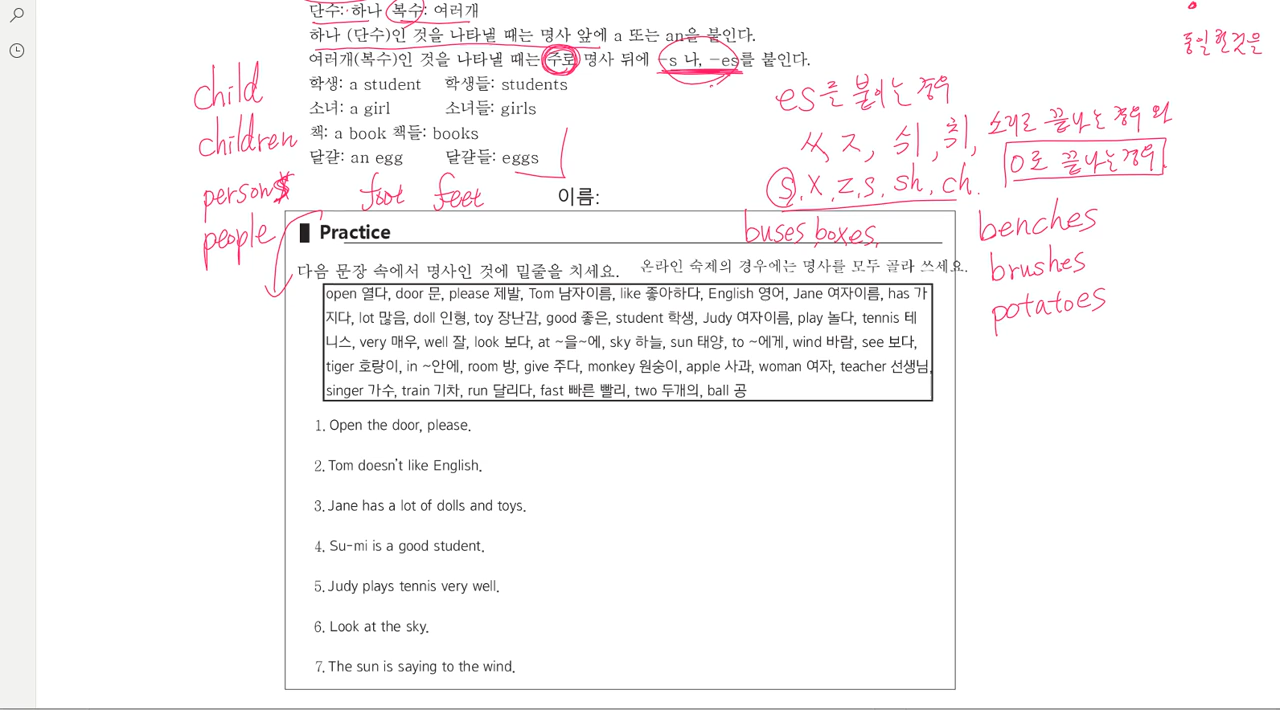 단수: 하나 복수: 여러개
하나 (단수)인 것을 나타낼 때는 명사 앞에 a 또는 an을 붙인다.
여러개(복수)인 것을 나타낼 때는 주로 명사 뒤에 -s 나, -es를 붙인다.
학생: a student 학생들: students
소녀: a girl 소녀들: girls
책: a book 책들: books
달걀: an egg 달걀들: eggs
child
children
persons
people
foot feet
es를 붙이는 경우
ㅆ, ㅈ, 쉬, 취, 소리로 끝나는 경우 와
o로 끝나는 경우
s, x, z, s, sh, ch.
buses, boxes,
benches
brushes
potatoes
이름:
Practice
다음 문장 속에서 명사인 것에 밑줄을 치세요. 온라인 숙제의 경우에는 명사를 모두 골라 쓰세요.
open 열다, door 문, please 제발, Tom 남자이름, like 좋아하다, English 영어, Jane 여자이름, has 가
지다, lot 많음, doll 인형, toy 장난감, good 좋은, student 학생, Judy 여자이름, play 놀다, tennis 테
니스, very 매우, well 잘, look 보다, at ~을~에, sky 하늘, sun 태양, to ~에게, wind 바람, see 보다,
tiger 호랑이, in ~안에, room 방, give 주다, monkey 원숭이, apple 사과, woman 여자, teacher 선생님,
singer 가수, train 기차, run 달리다, fast 빠른 빨리, two 두개의, ball 공
1. Open the door, please.
2. Tom doesn't like English.
3. Jane has a lot of dolls and toys.
4. Su-mi is a good student.
5. Judy plays tennis very well.
6. Look at the sky.
7. The sun is saying to the wind.